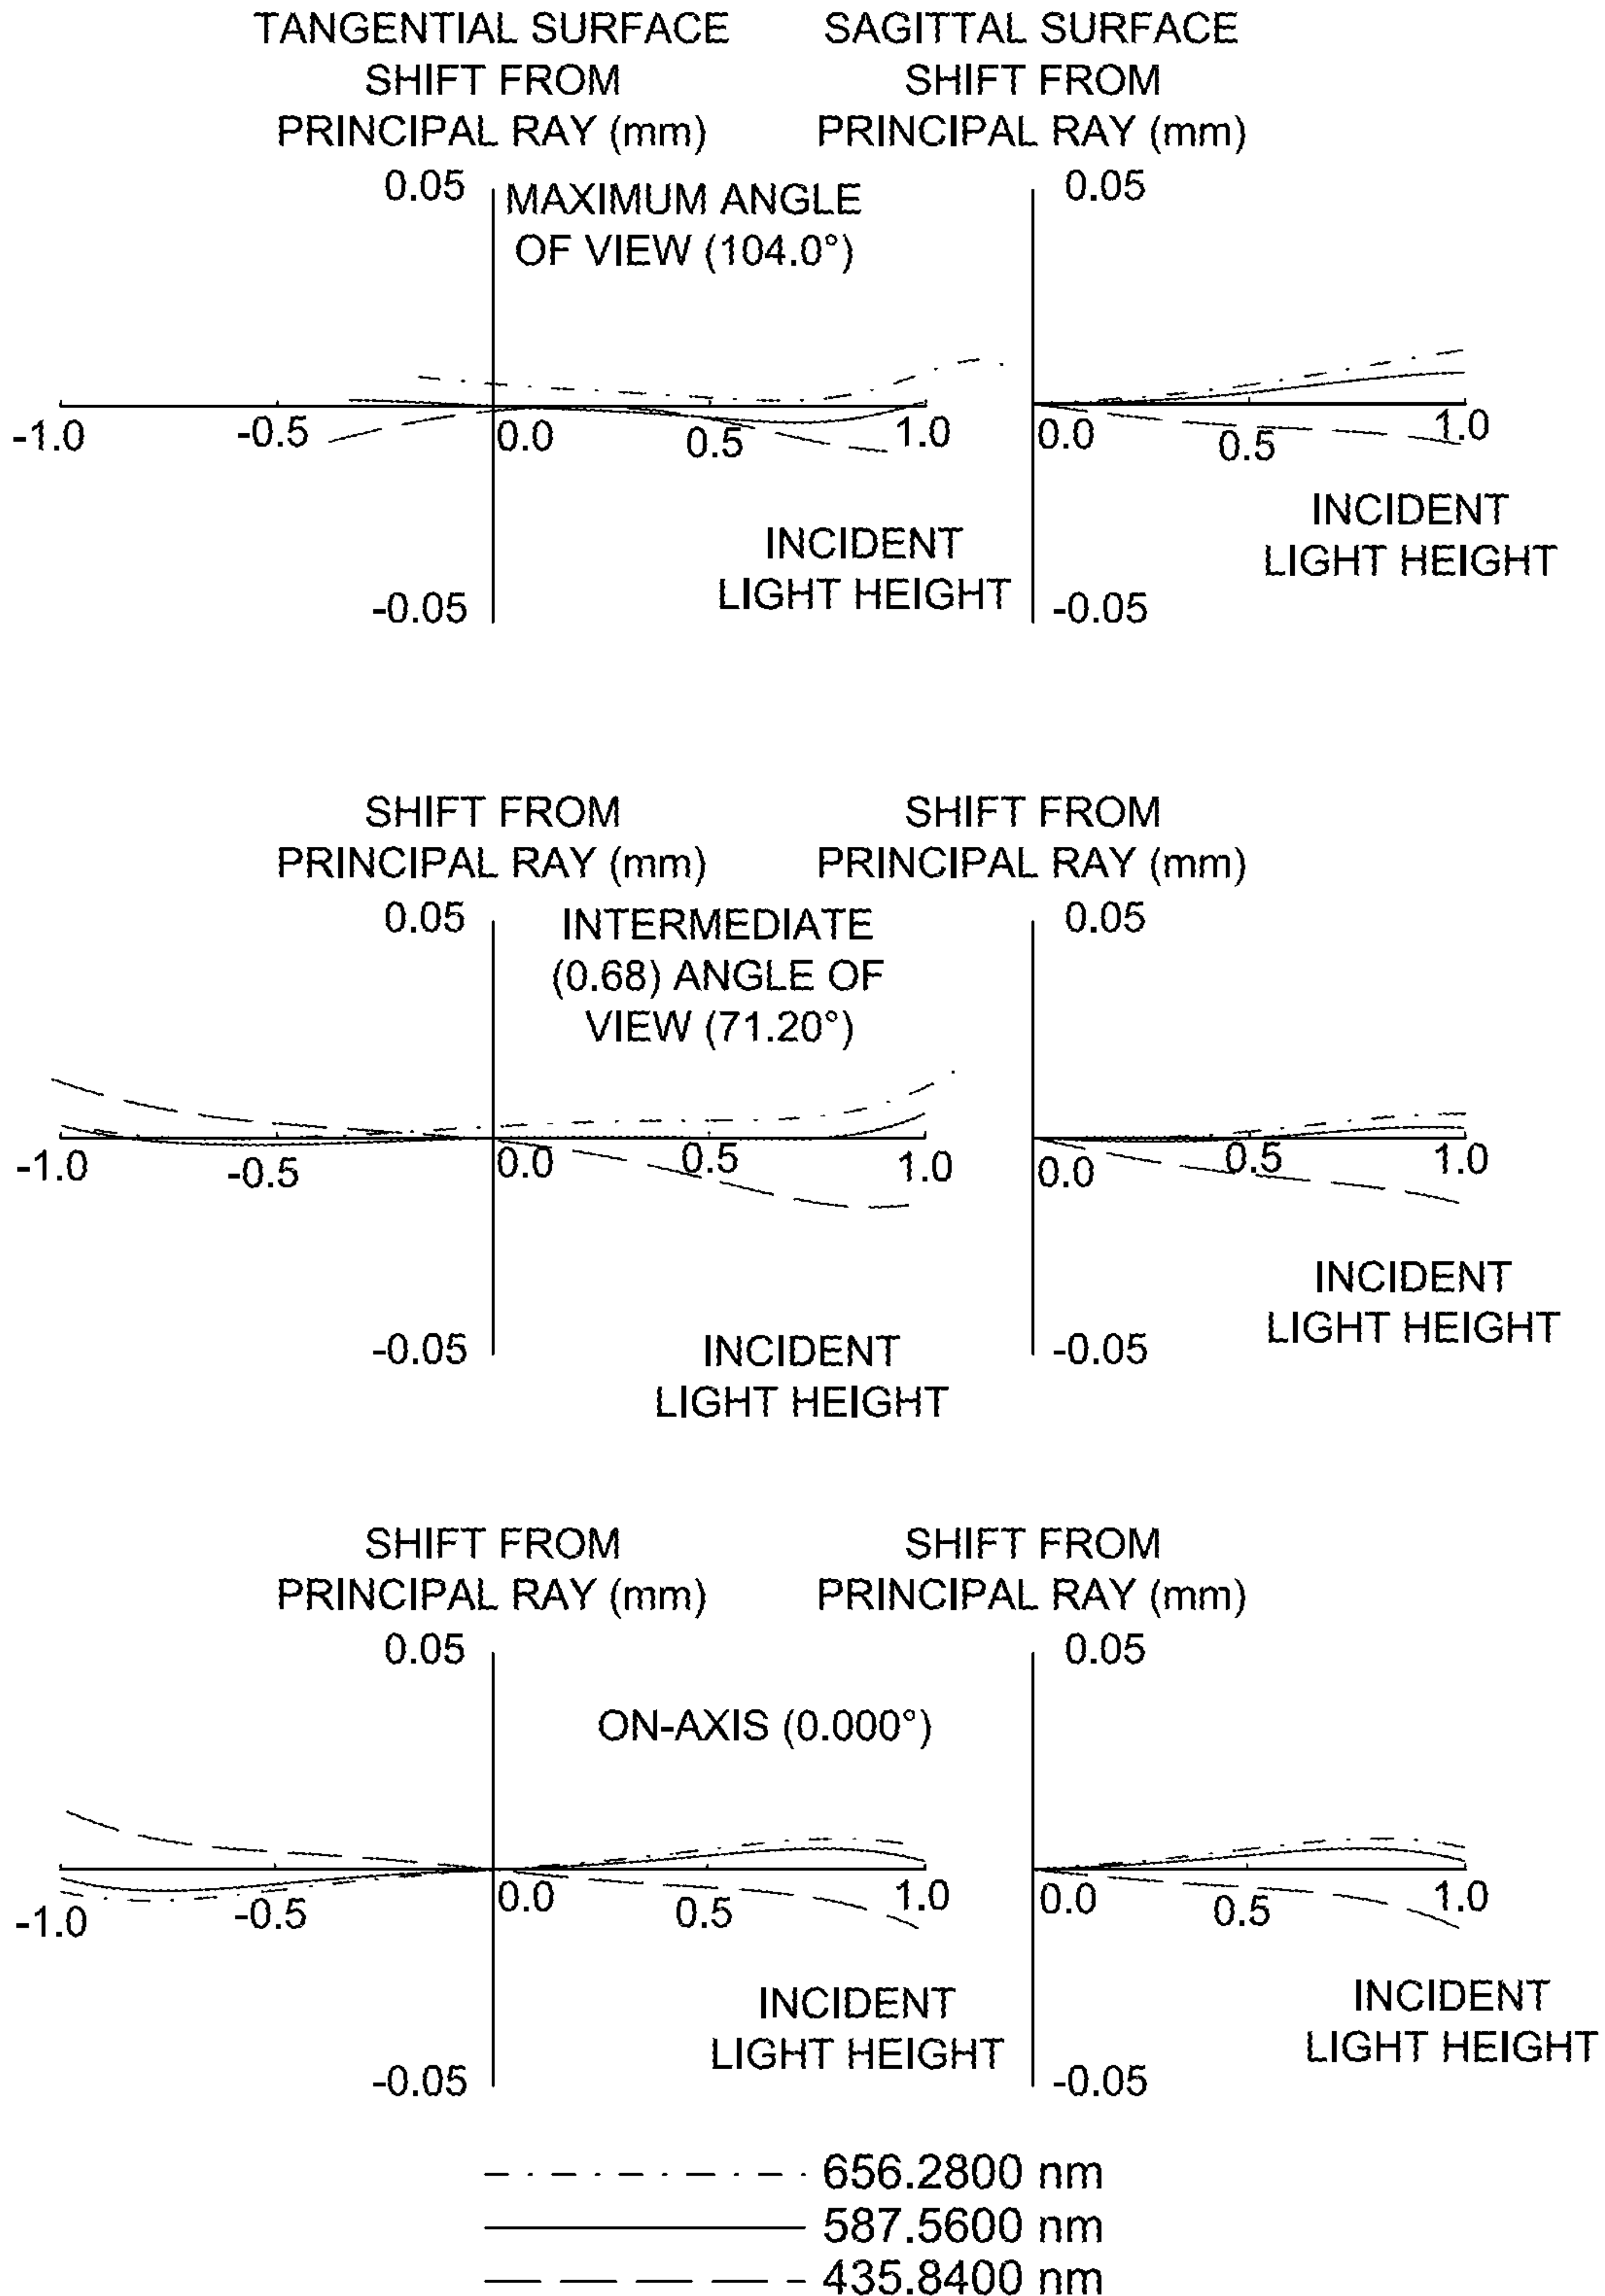 TANGENTIAL SURFACE
SHIFT FROM
PRINCIPAL RAY (mm)
SAGITTAL SURFACE
SHIFT FROM
PRINCIPAL RAY (mm)
0.05
MAXIMUM ANGLE
OF VIEW (104.0°)
0.05
-1.0
-0.5
0.0
0.5
1.0
0.0
0.5
1.0
INCIDENT
LIGHT HEIGHT
INCIDENT
LIGHT HEIGHT
-0.05
-0.05
SHIFT FROM
PRINCIPAL RAY (mm)
SHIFT FROM
PRINCIPAL RAY (mm)
0.05
INTERMEDIATE
(0.68) ANGLE OF
VIEW (71.20°)
0.05
-1.0
-0.5
0.0
0.5
1.0
0.0
0.5
1.0
INCIDENT
LIGHT HEIGHT
-0.05
INCIDENT
LIGHT HEIGHT
-0.05
SHIFT FROM
PRINCIPAL RAY (mm)
SHIFT FROM
PRINCIPAL RAY (mm)
0.05
0.05
ON-AXIS (0.000°)
-1.0
-0.5
0.0
0.5
1.0
0.0
0.5
1.0
INCIDENT
LIGHT HEIGHT
INCIDENT
LIGHT HEIGHT
-0.05
-0.05
656.2800 nm
587.5600 nm
435.8400 nm